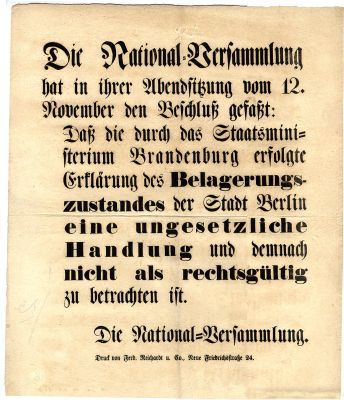 Die National-Versammlung
hat in ihrer Abendsitzung vom 12.
November den Beschluß gefaßt:
Daß die durch das Staatsmini-
sterium Brandenburg erfolgte
Erklärung des Belagerungs-
zustandes der Stadt Berlin
eine ungesetzliche
Handlung und demnach
nicht als rechtsgültig
zu betrachten ist.
Die National-Versammlung.
Druck von Ferd. Reichardt u. Co., Neue Friedrichsstraße 24.